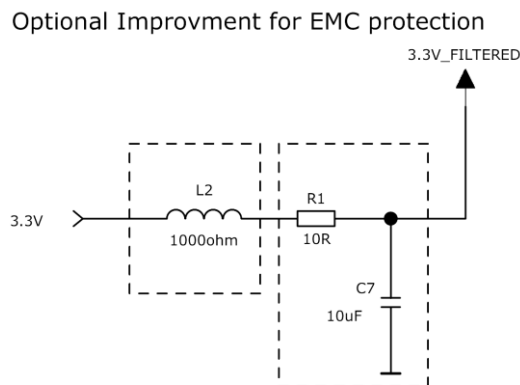 Optional Improvment for EMC protection
3.3V_FILTERED
L2
R1
3.3V
1000ohm
10R
C7
10uF